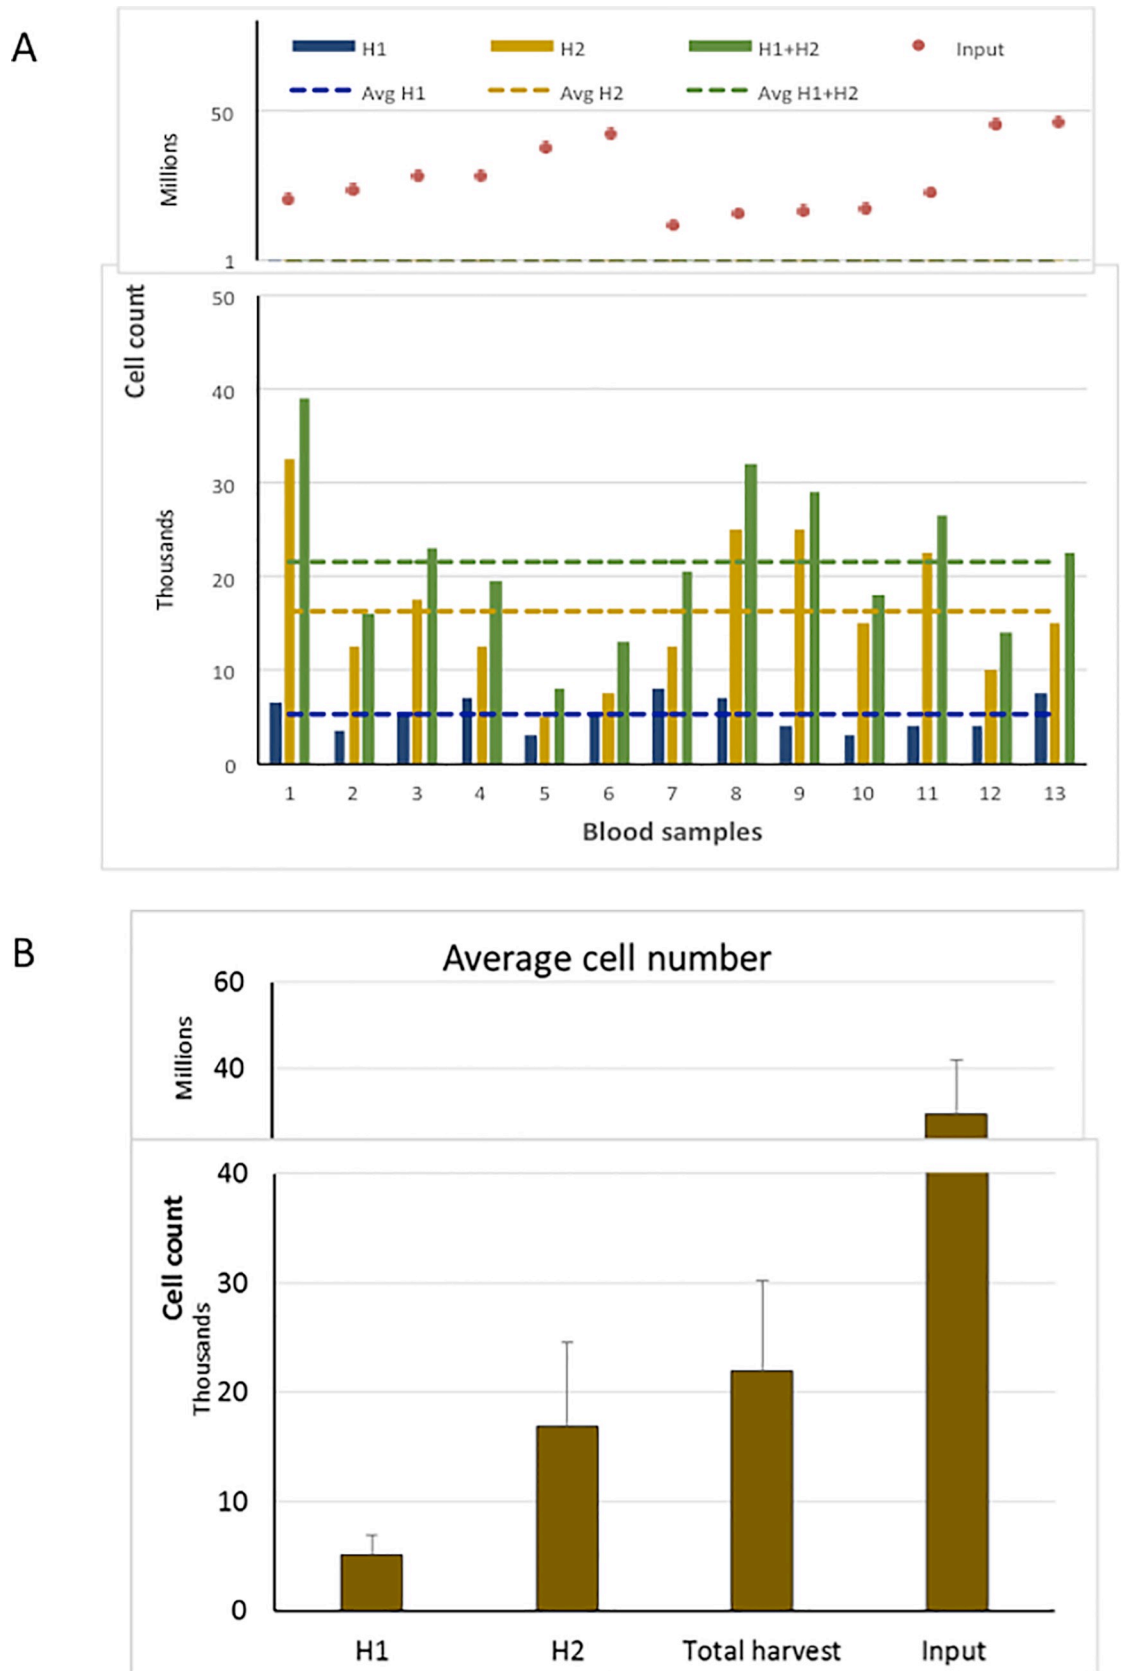 A
H1 H2 H1+H2 Input
Avg H1 Avg H2 Avg H1+H2
50
Millions
1
Cell count
50
40
30
Thousands
20
10
0
1 2 3 4 5 6 7 8 9 10 11 12 13
Blood samples
B
Average cell number
60
Millions
40
40
Cell count
30
Thousands
20
10
0
H1 H2 Total harvest Input